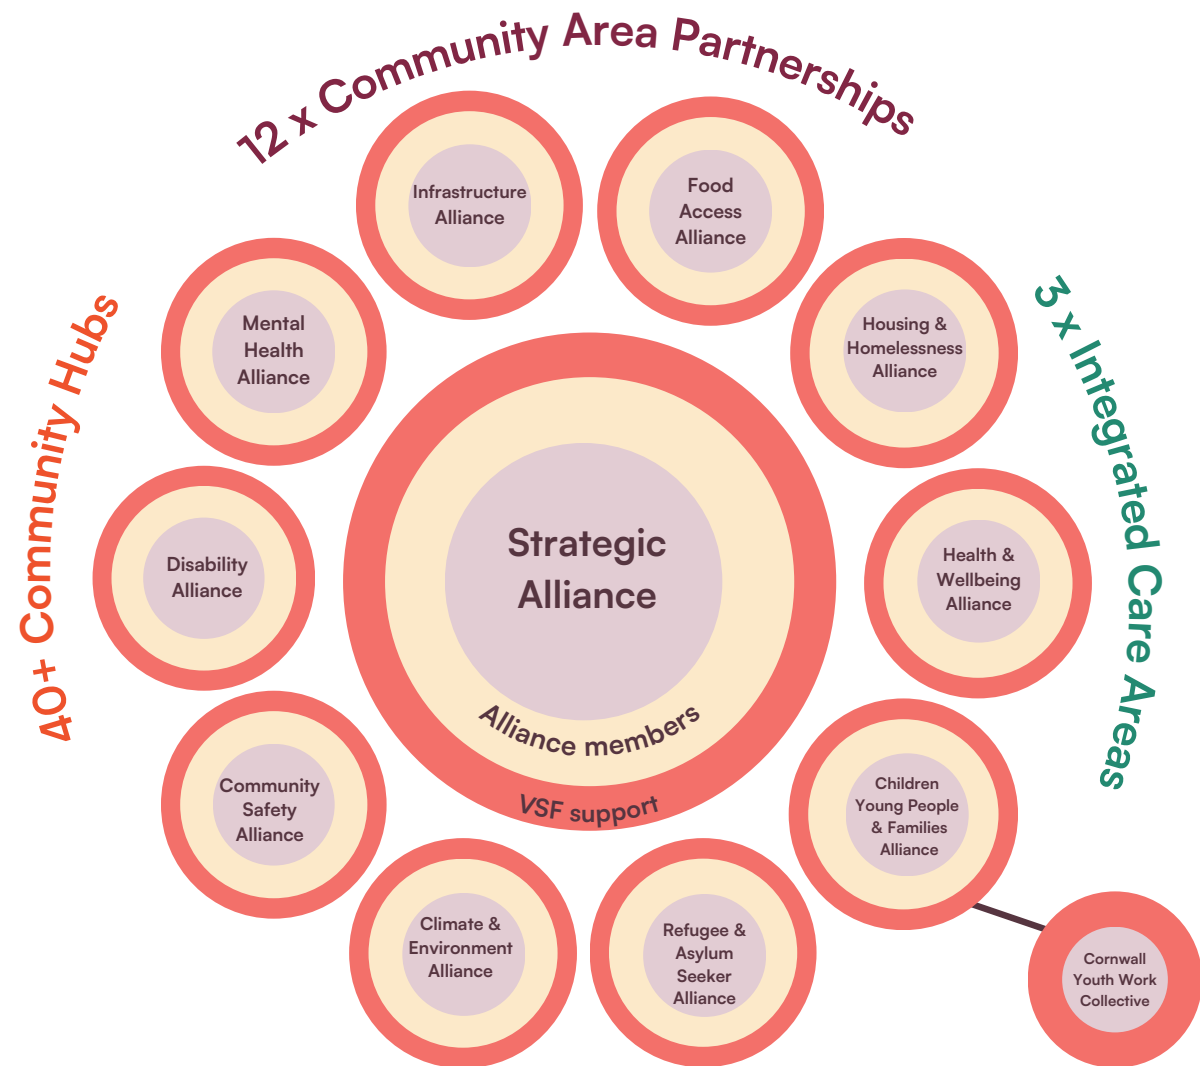 12 x Community Area Partnerships
40+ Community Hubs
3 x Integrated Care Areas
Infrastructure
Alliance
Food
Access
Alliance
Housing &
Homelessness
Alliance
Health &
Wellbeing
Alliance
Children
Young People
& Families
Alliance
Cornwall
Youth Work
Collective
Refugee &
Asylum
Seeker
Alliance
Climate &
Environment
Alliance
Community
Safety
Alliance
Disability
Alliance
Mental
Health
Alliance
Strategic
Alliance
Alliance members
VSF support